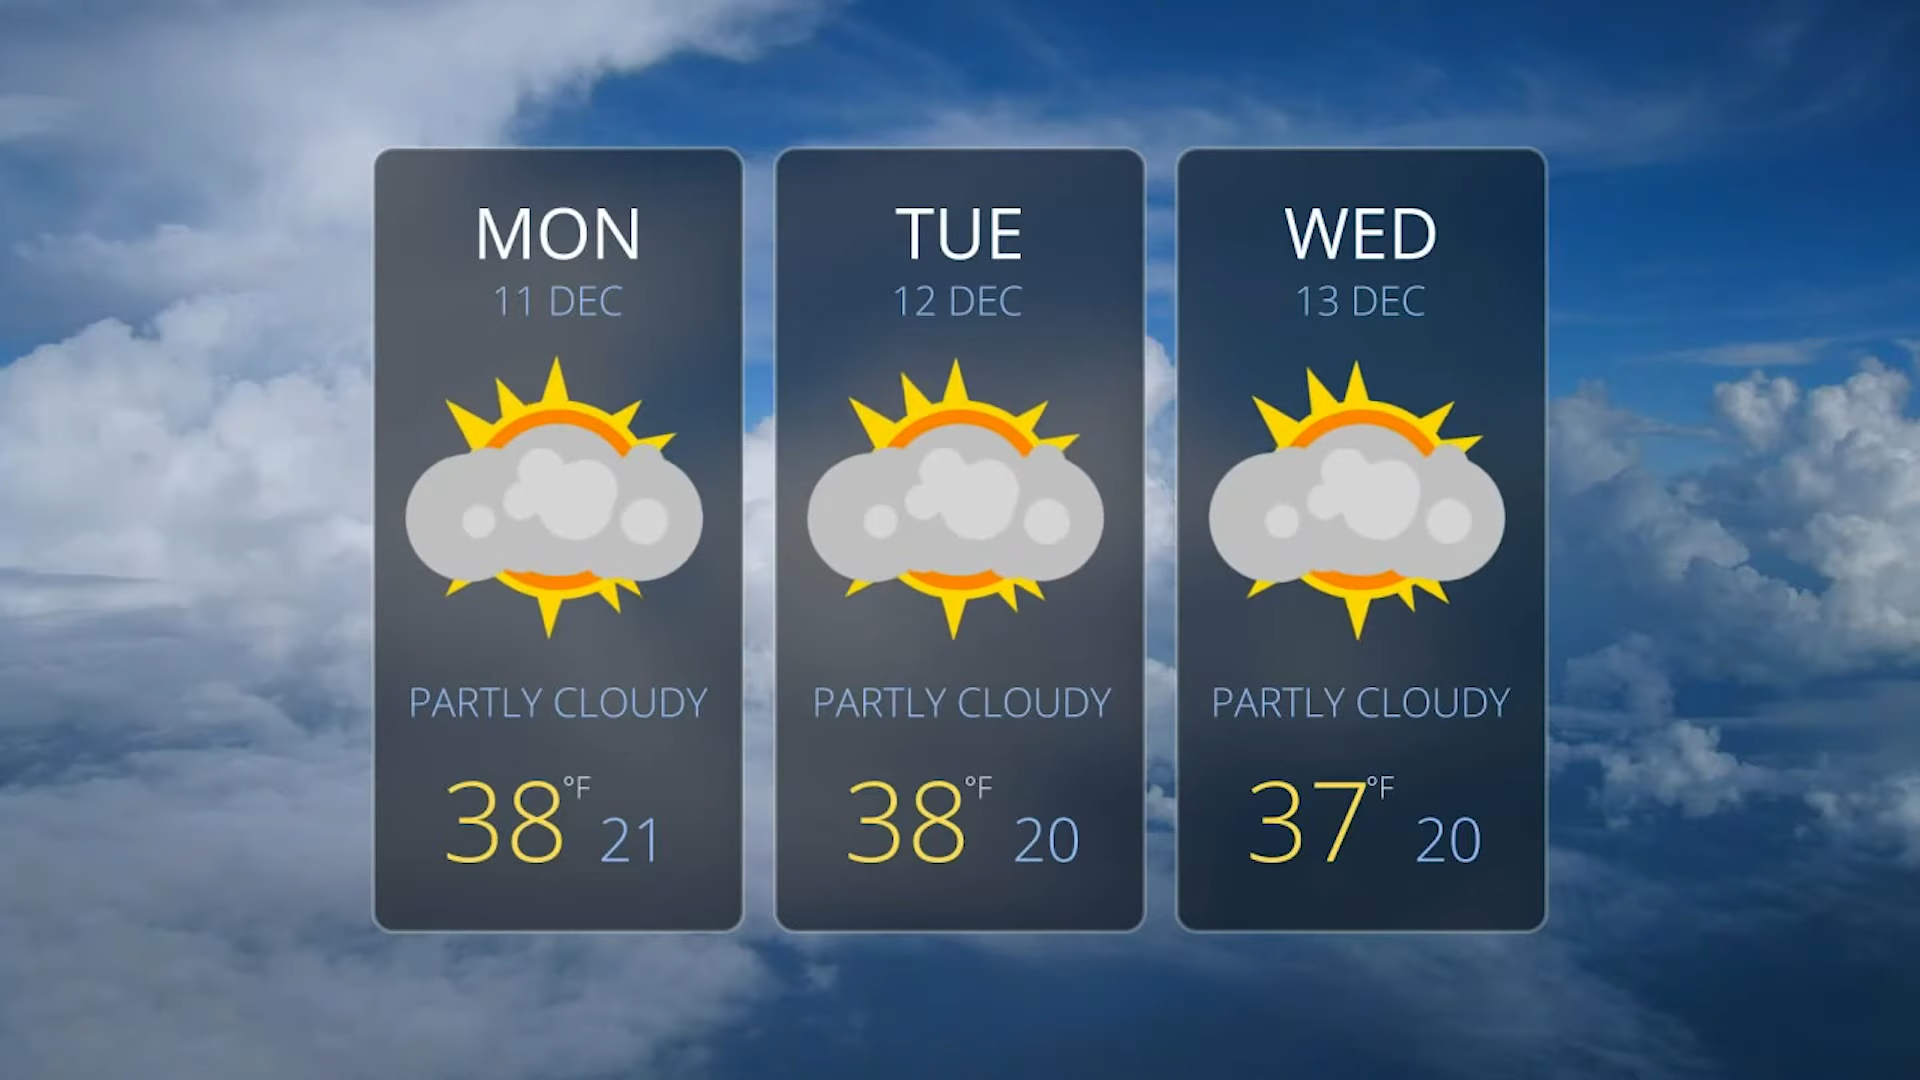 MON
11 DEC
PARTLY CLOUDY
38°F 21
TUE
12 DEC
PARTLY CLOUDY
38°F 20
WED
13 DEC
PARTLY CLOUDY
37°F 20